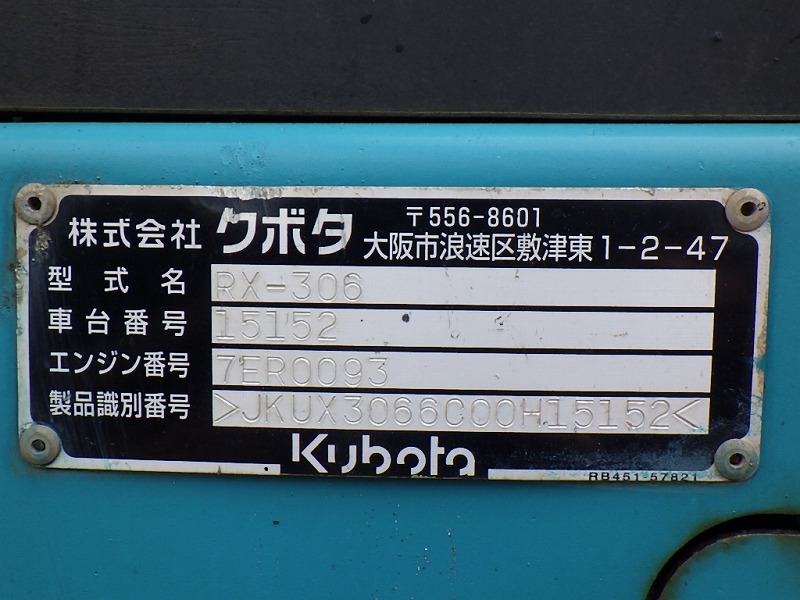 株式会社 クボタ 〒556-8601
大阪市浪速区敷津東1-2-47
型式名 RX-306
車台番号 15152
エンジン番号 7ER0093
製品識別番号 >JKUX3066C00H15152<
Kubota
RB451-57821